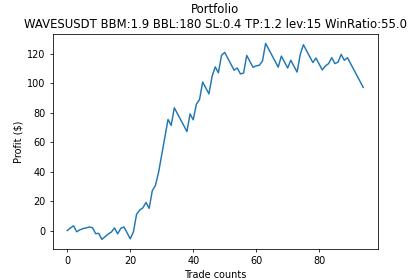 Portfolio
WAVESUSDT BBM:1.9 BBL:180 SL:0.4 TP:1.2 lev:15 WinRatio:55.0
120
100
80
60
40
20
0
Profit ($)
0 20 40 60 80
Trade counts